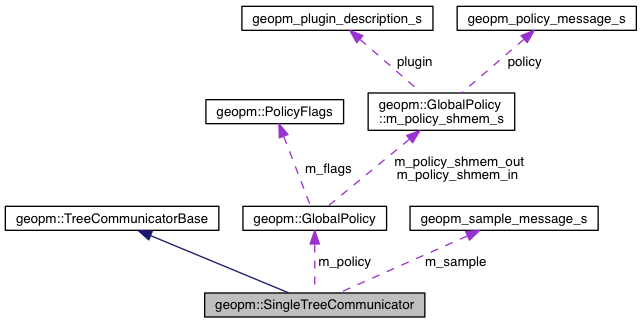 geopm_plugin_description_s
geopm_policy_message_s
plugin
policy
geopm::PolicyFlags
geopm::GlobalPolicy
::m_policy_shmem_s
m_flags
m_policy_shmem_out
m_policy_shmem_in
geopm::TreeCommunicatorBase
geopm::GlobalPolicy
geopm_sample_message_s
m_policy
m_sample
geopm::SingleTreeCommunicator